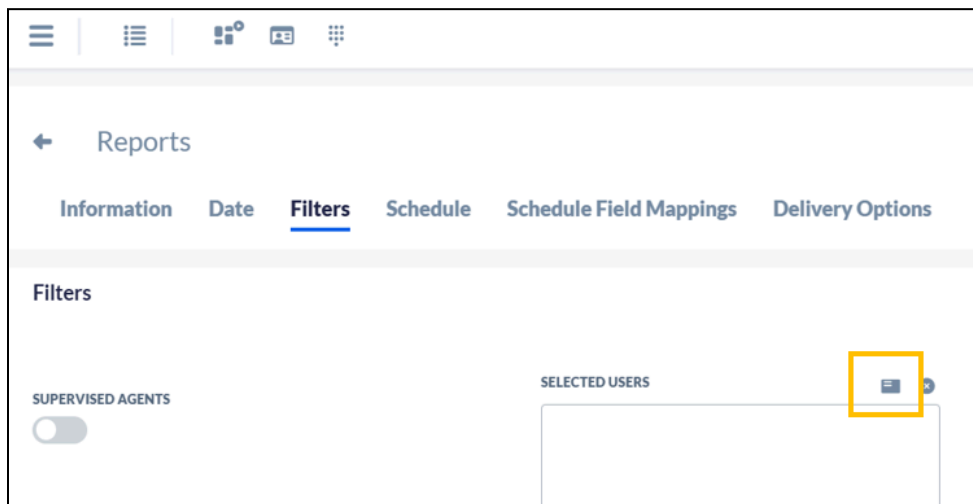 Reports
Information Date Filters Schedule Schedule Field Mappings Delivery Options
Filters
SUPERVISED AGENTS
SELECTED USERS